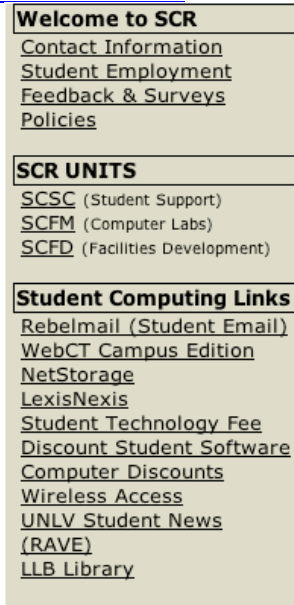 Welcome to SCR
Contact Information
Student Employment
Feedback & Surveys
Policies
SCR UNITS
SCSC (Student Support)
SCFM (Computer Labs)
SCFD (Facilities Development)
Student Computing Links
Rebelmail (Student Email)
WebCT Campus Edition
NetStorage
LexisNexis
Student Technology Fee
Discount Student Software
Computer Discounts
Wireless Access
UNLV Student News
(RAVE)
LLB Library